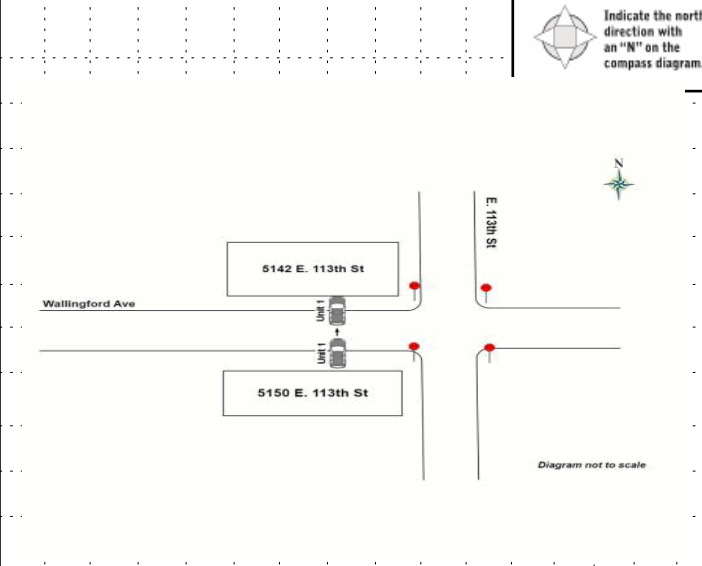 Indicate the north
direction with
an "N" on the
compass diagram.
N
E. 113th St
5142 E. 113th St
Wallingford Ave
Unit 1
Unit 1
5150 E. 113th St
Diagram not to scale